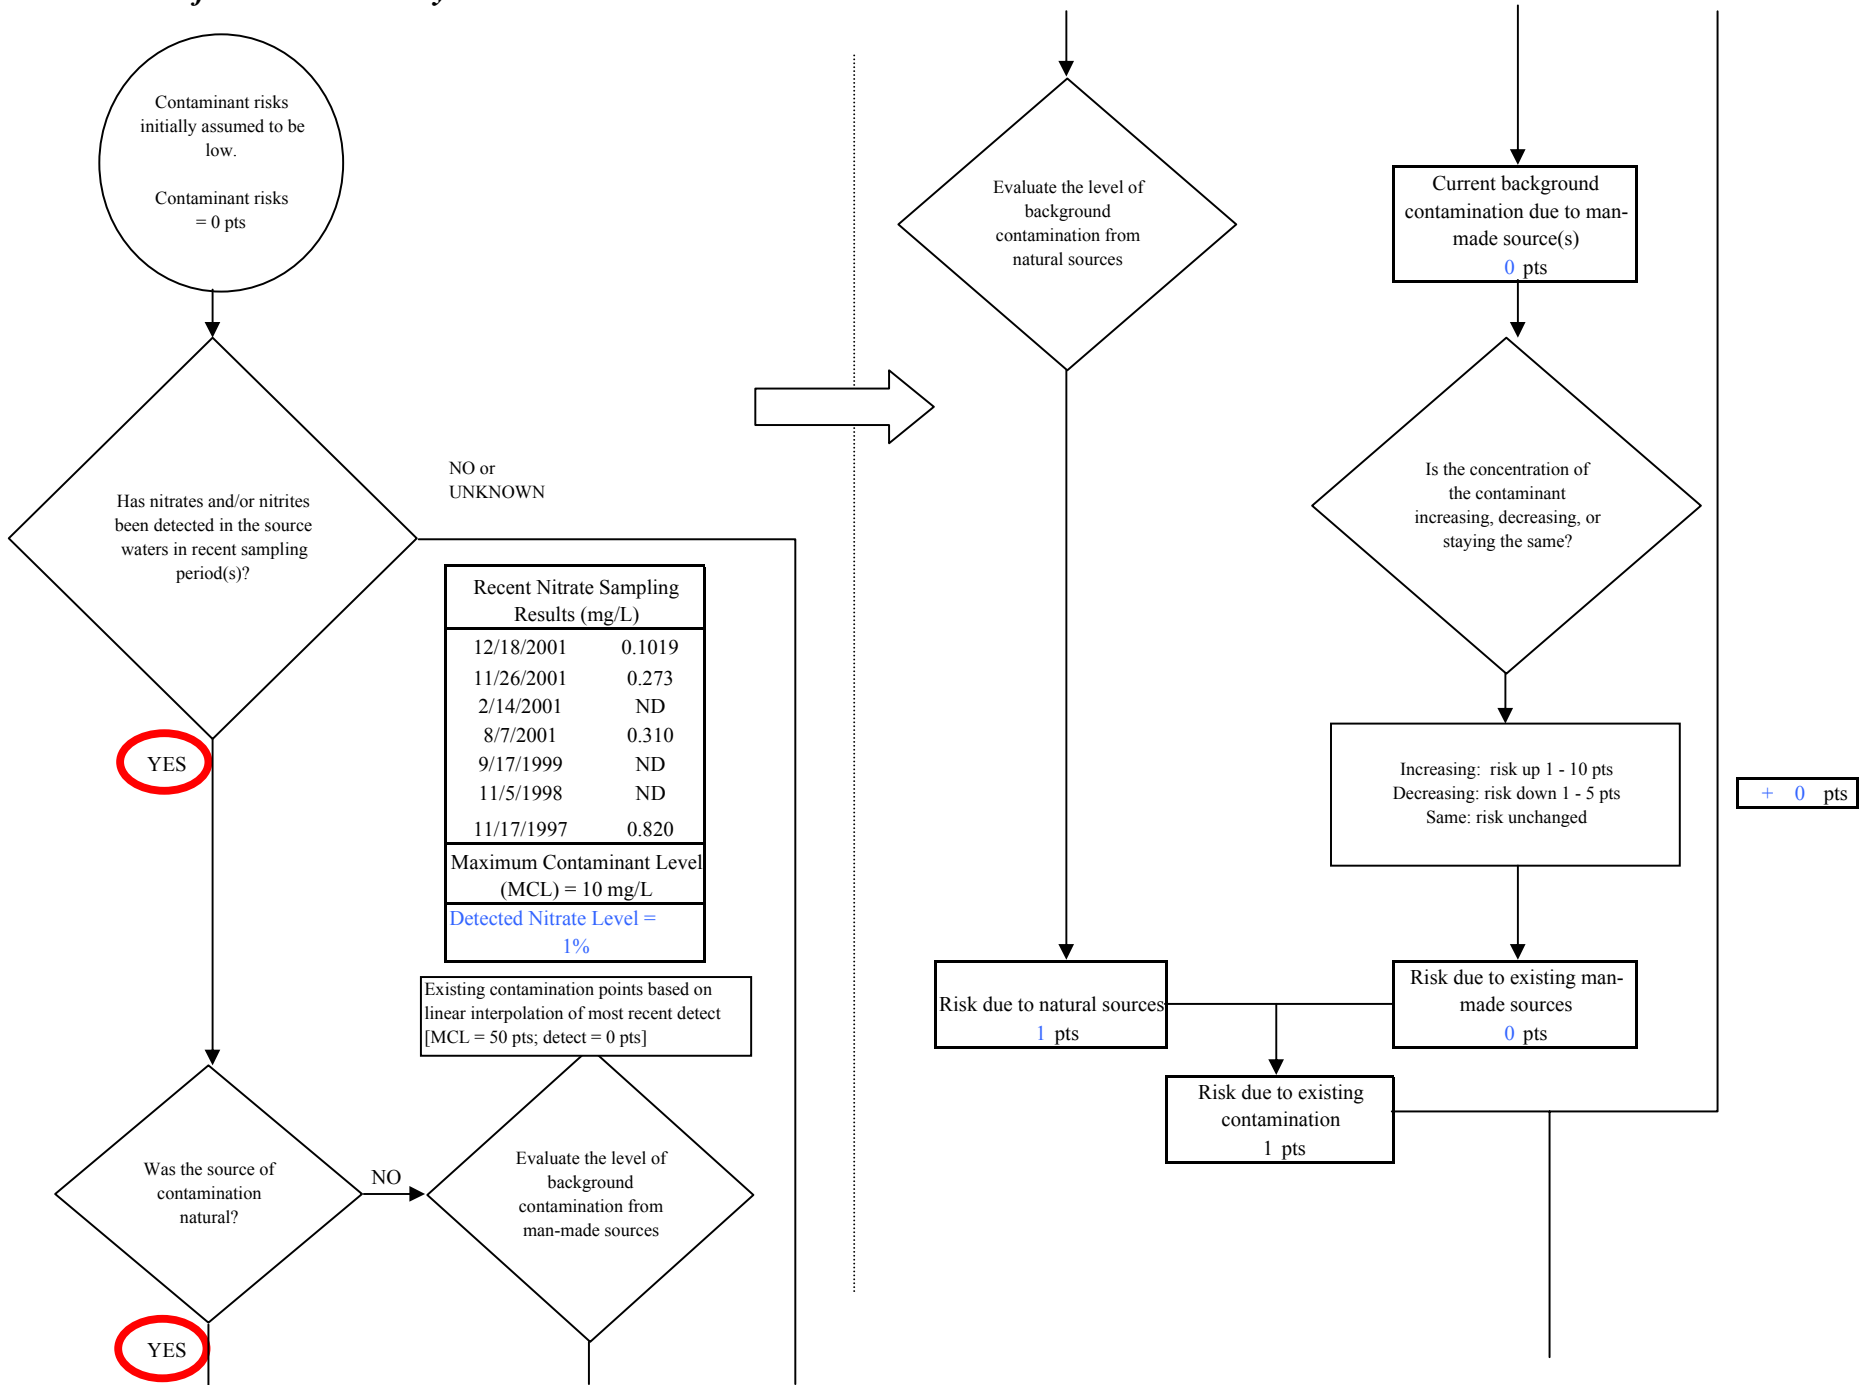 Contaminant risks
initially assumed to be
low.
Contaminant risks
= 0 pts
Has nitrates and/or nitrites
been detected in the source
waters in recent sampling
period(s)?
NO or
UNKNOWN
YES
Recent Nitrate Sampling
Results (mg/L)
12/18/2001 0.1019
11/26/2001 0.273
2/14/2001 ND
8/7/2001 0.310
9/17/1999 ND
11/5/1998 ND
11/17/1997 0.820
Maximum Contaminant Level
(MCL) = 10 mg/L
Detected Nitrate Level =
1%
Existing contamination points based on
linear interpolation of most recent detect
[MCL = 50 pts; detect = 0 pts]
Was the source of
contamination
natural?
NO
Evaluate the level of
background
contamination from
man-made sources
YES
Evaluate the level of
background
contamination from
natural sources
Current background
contamination due to man-
made source(s)
0 pts
Is the concentration of
the contaminant
increasing, decreasing, or
staying the same?
Increasing: risk up 1 - 10 pts
Decreasing: risk down 1 - 5 pts
Same: risk unchanged
+ 0 pts
Risk due to natural sources
1 pts
Risk due to existing man-
made sources
0 pts
Risk due to existing
contamination
1 pts